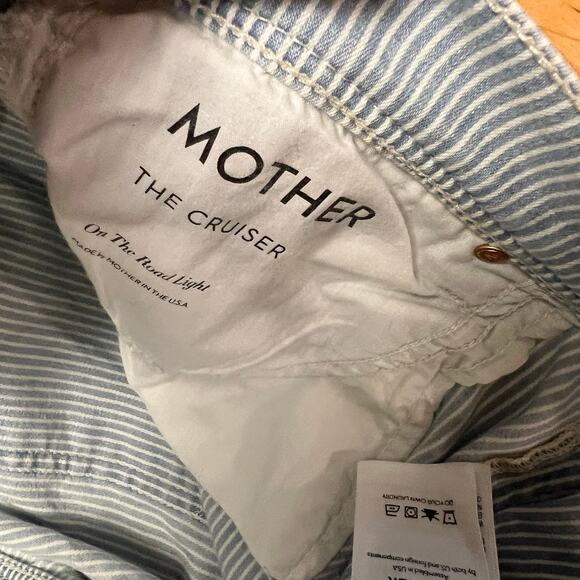 MOTHER
THE CRUISER
On The Road Light
MADE by MOTHER IN THE USA
DO YOUR OWN LAUNDRY
Assembled in USA
by both US and foreign
components